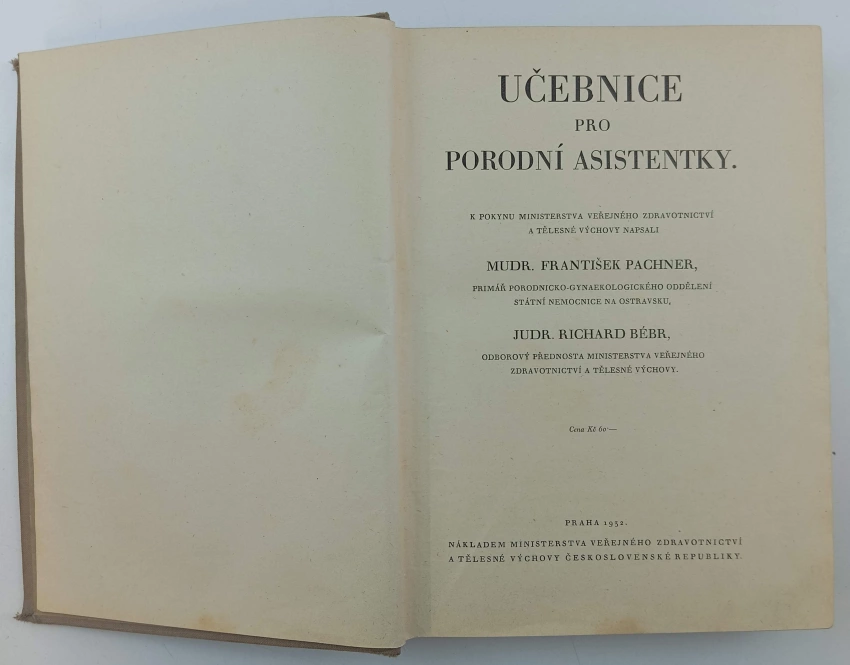 UČEBNICE
PRO
PORODNÍ ASISTENTKY.
K POKYNU MINISTERSTVA VEŘEJNÉHO ZDRAVOTNICTVÍ
A TĚLESNÉ VÝCHOVY NAPSALI
MUDR. FRANTIŠEK PACHNER,
PRIMÁŘ PORODNICKO-GYNAEKOLOGICKÉHO ODDĚLENÍ
STÁTNÍ NEMOCNICE NA OSTRAVSKU,
JUDR. RICHARD BÉBR,
ODBOROVÝ PŘEDNOSTA MINISTERSTVA VEŘEJNÉHO
ZDRAVOTNICTVÍ A TĚLESNÉ VÝCHOVY.
Cena Kč 60·—
PRAHA 1932.
NÁKLADEM MINISTERSTVA VEŘEJNÉHO ZDRAVOTNICTVÍ
A TĚLESNÉ VÝCHOVY ČESKOSLOVENSKÉ REPUBLIKY.